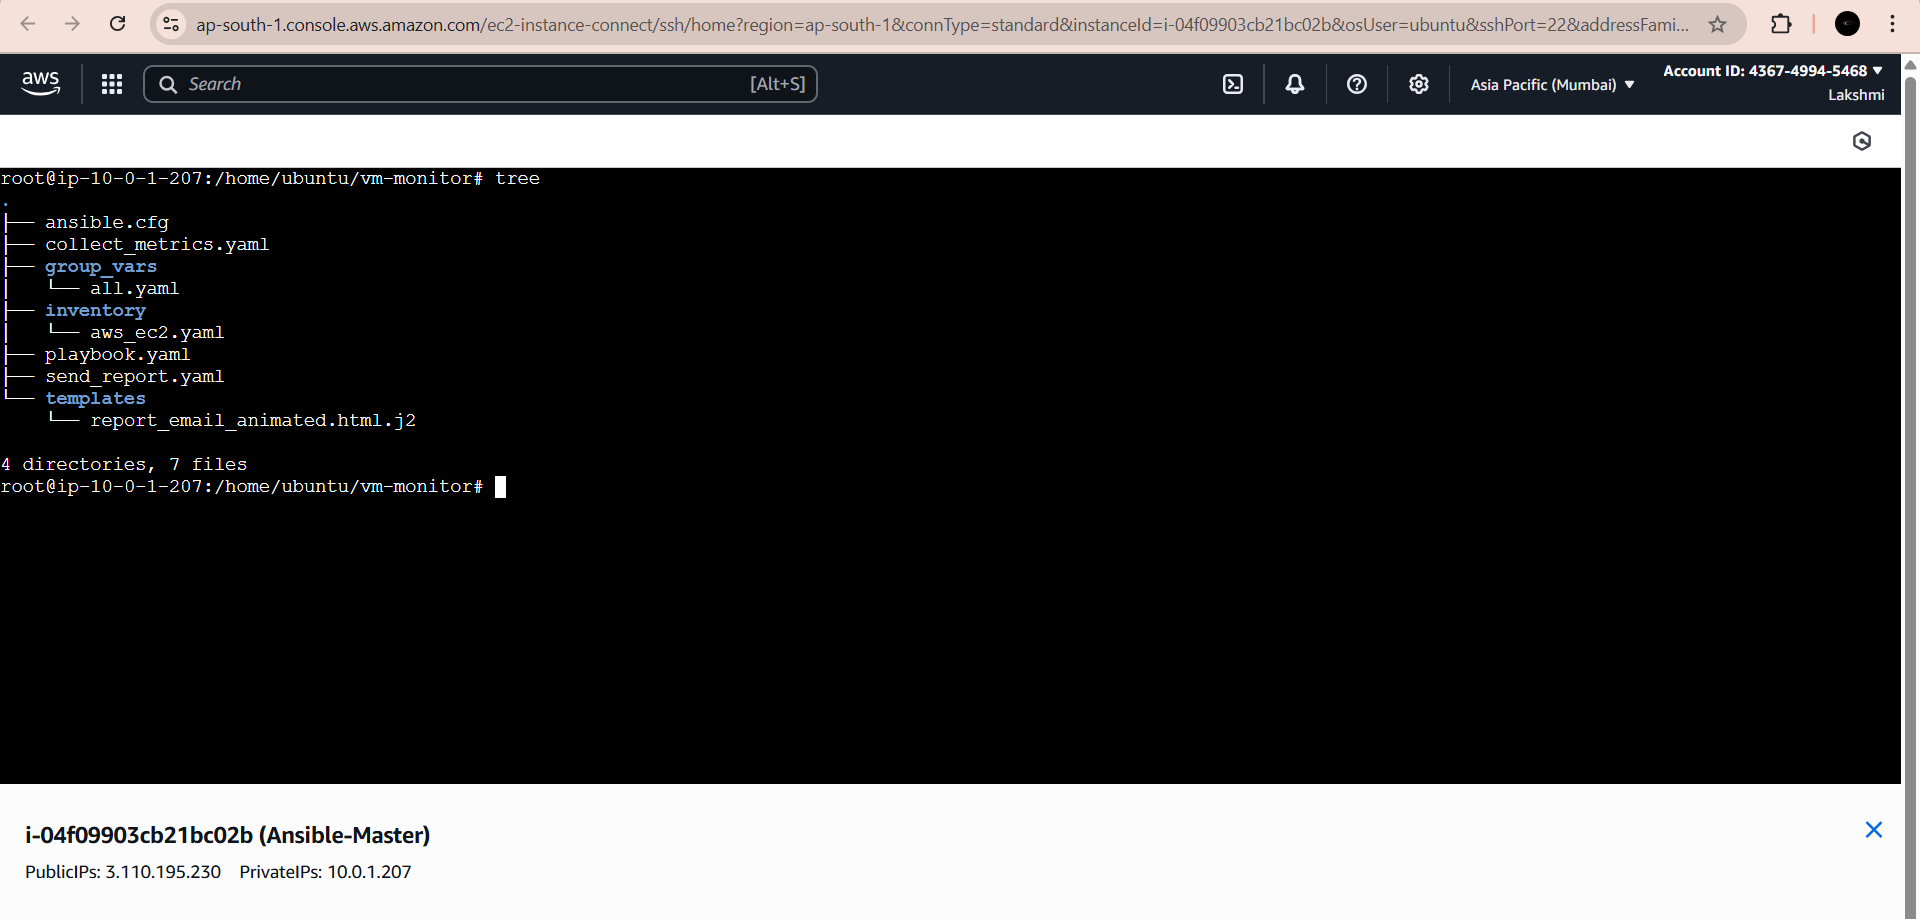 ap-south-1.console.aws.amazon.com/ec2-instance-connect/ssh/home?region=ap-south-1&connType=standard&instanceId=i-04f09903cb21bc02b&osUser=ubuntu&sshPort=22&addressFami...
aws
Search [Alt+S]
Asia Pacific (Mumbai)
Account ID: 4367-4994-5468
Lakshmi
root@ip-10-0-1-207:/home/ubuntu/vm-monitor# tree
.
├── ansible.cfg
├── collect_metrics.yaml
├── group_vars
│   └── all.yaml
├── inventory
│   └── aws_ec2.yaml
├── playbook.yaml
├── send_report.yaml
└── templates
    └── report_email_animated.html.j2
4 directories, 7 files
root@ip-10-0-1-207:/home/ubuntu/vm-monitor#
i-04f09903cb21bc02b (Ansible-Master)
PublicIPs: 3.110.195.230 PrivateIPs: 10.0.1.207